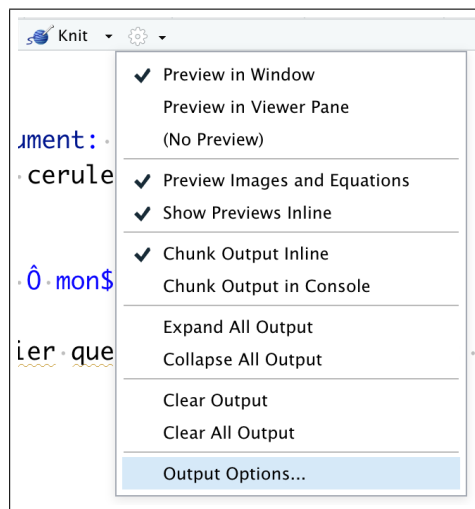 Knit
Preview in Window
Preview in Viewer Pane
(No Preview)
ument:
cerule
Preview Images and Equations
Show Previews Inline
Chunk Output Inline
Ô mon$
Chunk Output in Console
Expand All Output
ier que
Collapse All Output
Clear Output
Clear All Output
Output Options...